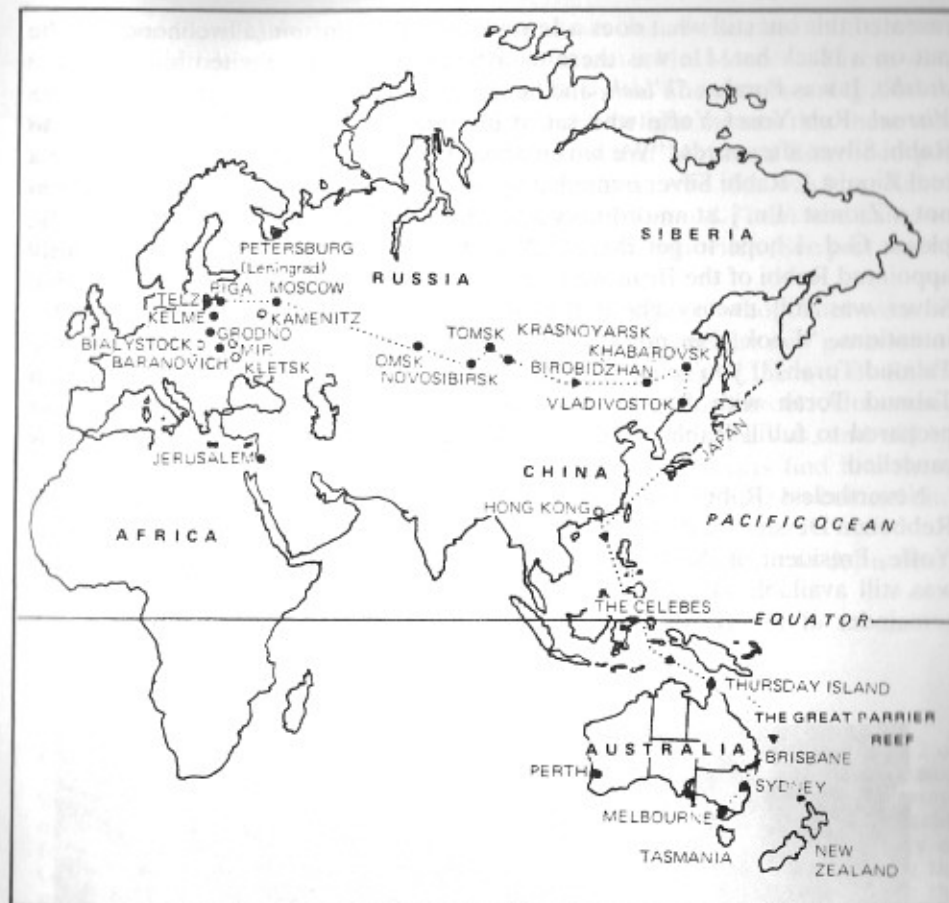 PETERSBURG
(Leningrad)
SIBERIA
RUSSIA
TELZ
RIGA
MOSCOW
KELME
KAMENITZ
GRODNO
BIALYSTOCK
MIR
BARANOVICH
KLETSK
TOMSK
KRASNOYARSK
OMSK
NOVOSIBIRSK
KHABAROVSK
BIROBIDZHAN
VLADIVOSTOK
JERUSALEM
JAPAN
CHINA
HONG KONG
PACIFIC OCEAN
AFRICA
THE CELEBES
EQUATOR
THURSDAY ISLAND
THE GREAT BARRIER
REEF
AUSTRALIA
BRISBANE
PERTH
SYDNEY
MELBOURNE
TASMANIA
NEW
ZEALAND